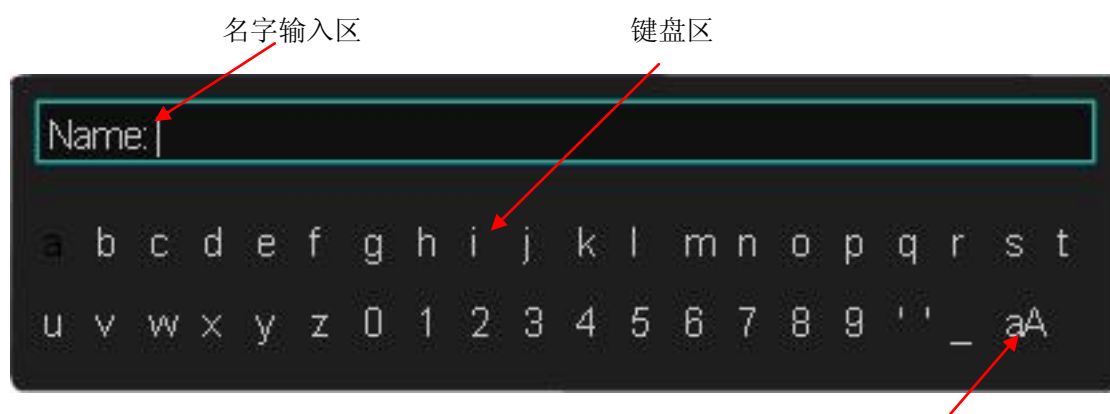 名字输入区 键盘区
Name:
a b c d e f g h i j k l m n o p q r s t
u v w x y z 0 1 2 3 4 5 6 7 8 9 ' ' _ aA